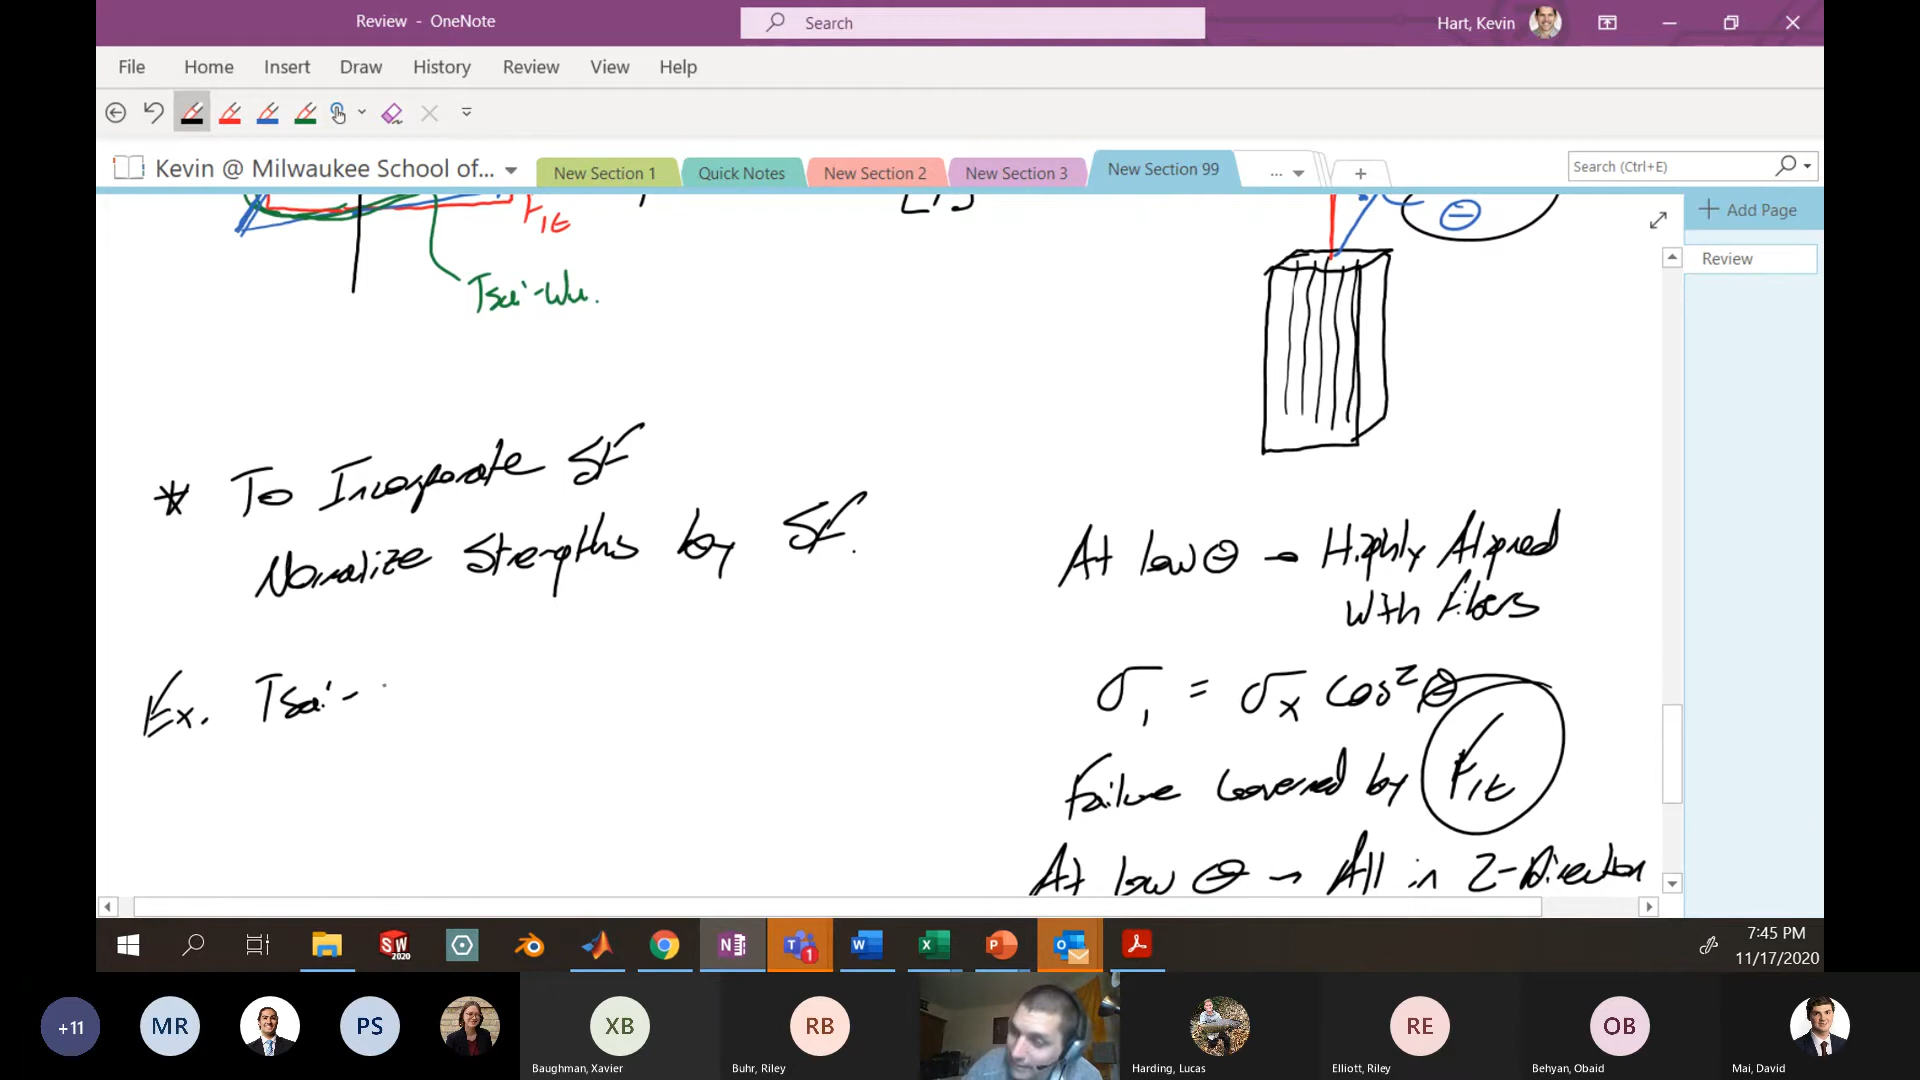 Review - OneNote
Search
Hart, Kevin
File Home Insert Draw History Review View Help
Kevin @ Milwaukee School of...
New Section 1
Quick Notes
New Section 2
New Section 3
New Section 99
...
Search (Ctrl+E)
Add Page
Review
F1t
Θ
Tsai-Wu.
* To Incorporate SF
Normalize Strengths by SF.
Ex. Tsai-
At low θ → Highly Aligned
with fibers
σ1 = σx cos²θ
Failure Governed by F1t
At low θ → All in 2-Direction
SW
2020
N
T
1
W
X
P
O
7:45 PM
11/17/2020
+11
MR
PS
XB
Baughman, Xavier
RB
Buhr, Riley
Harding, Lucas
RE
Elliott, Riley
OB
Behyan, Obaid
Mai, David